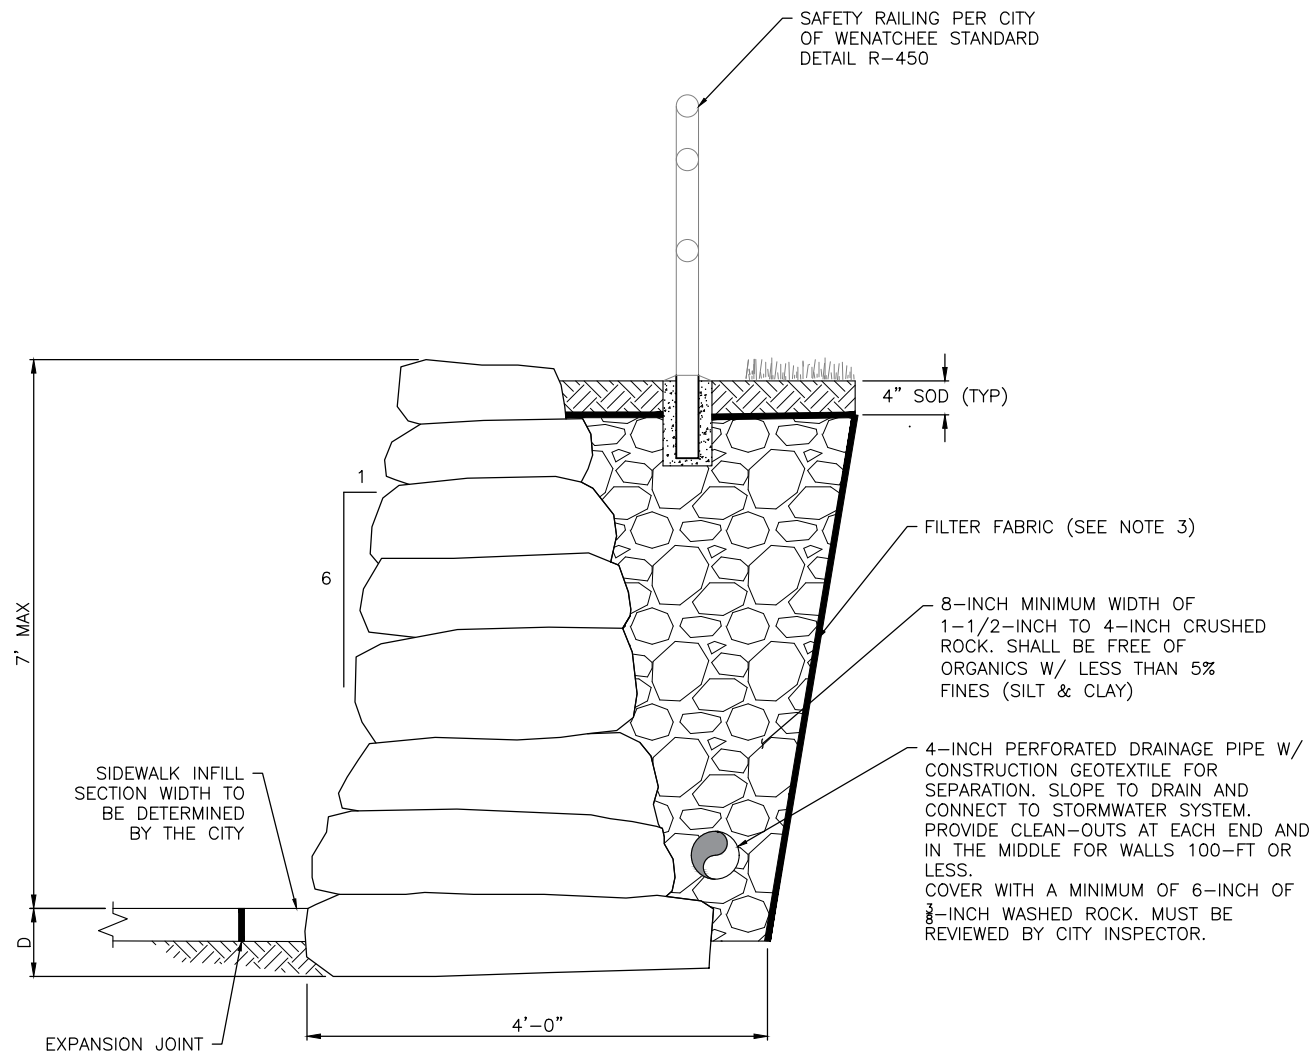 SAFETY RAILING PER CITY
OF WENATCHEE STANDARD
DETAIL R-450
4" SOD (TYP)
1
6
7' MAX
FILTER FABRIC (SEE NOTE 3)
8-INCH MINIMUM WIDTH OF
1-1/2-INCH TO 4-INCH CRUSHED
ROCK. SHALL BE FREE OF
ORGANICS W/ LESS THAN 5%
FINES (SILT & CLAY)
4-INCH PERFORATED DRAINAGE PIPE W/
CONSTRUCTION GEOTEXTILE FOR
SEPARATION. SLOPE TO DRAIN AND
CONNECT TO STORMWATER SYSTEM.
PROVIDE CLEAN-OUTS AT EACH END AND
IN THE MIDDLE FOR WALLS 100-FT OR
LESS.
COVER WITH A MINIMUM OF 6-INCH OF
3/8-INCH WASHED ROCK. MUST BE
REVIEWED BY CITY INSPECTOR.
SIDEWALK INFILL
SECTION WIDTH TO
BE DETERMINED
BY THE CITY
D
4'-0"
EXPANSION JOINT